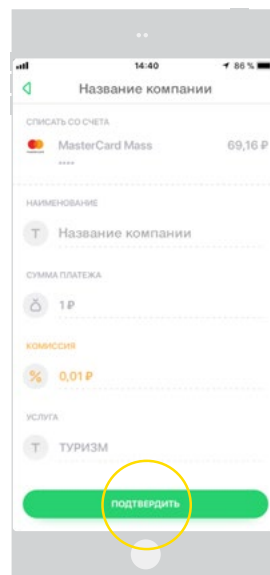 14:40
86 %
Название компании
СПИСАТЬ СО СЧЕТА
MasterCard Mass 69,16 ₽
••••
НАИМЕНОВАНИЕ
T Название компании
СУММА ПЛАТЕЖА
1 ₽
КОМИССИЯ
% 0,01 ₽
УСЛУГА
T ТУРИЗМ
ПОДТВЕРДИТЬ